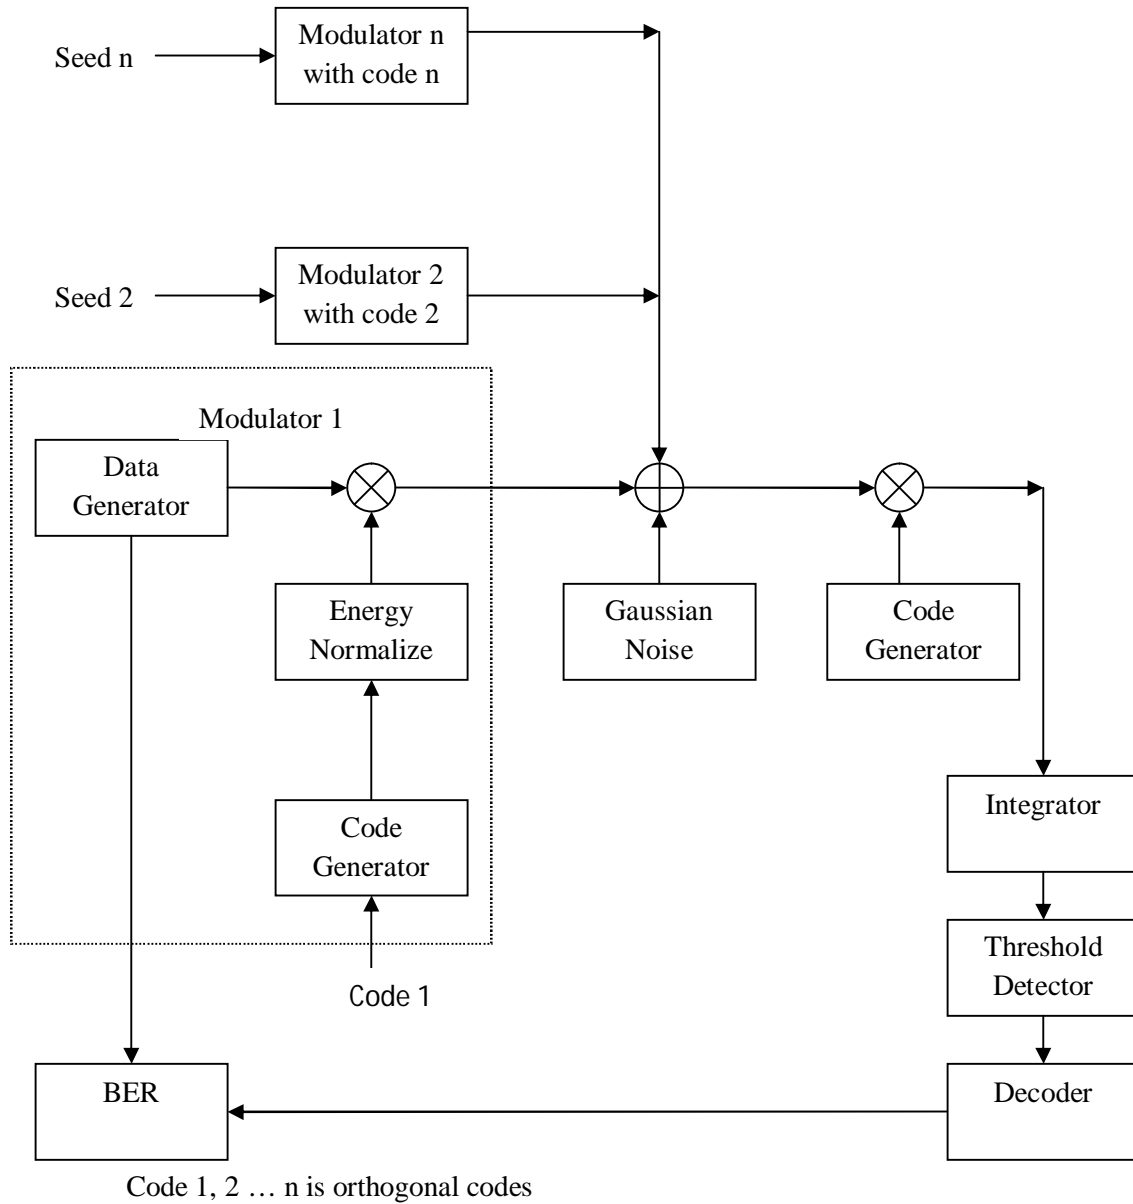 Seed n
Modulator n
with code n
Seed 2
Modulator 2
with code 2
Modulator 1
Data
Generator
Energy
Normalize
Gaussian
Noise
Code
Generator
Code
Generator
Integrator
Code 1
Threshold
Detector
BER
Decoder
Code 1, 2 … n is orthogonal codes